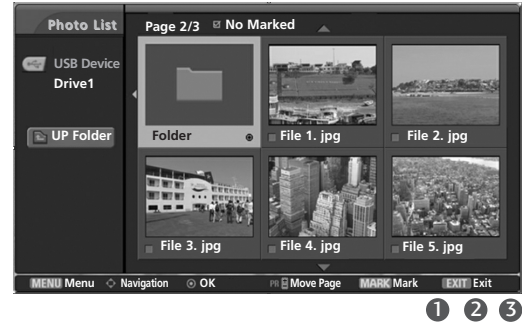 Photo List
Page 2/3 No Marked
USB Device
Drive1
UP Folder
Folder
File 1. jpg
File 2. jpg
File 3. jpg
File 4. jpg
File 5. jpg
MENU Menu Navigation OK PR Move Page MARK Mark EXIT Exit
1 2 3